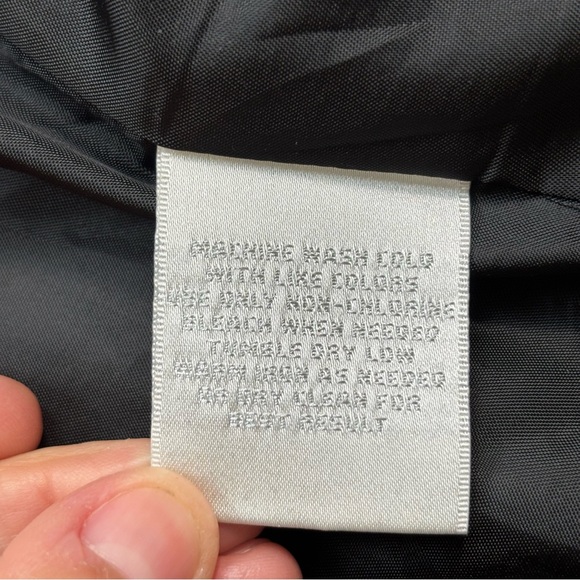 MACHINE WASH COLD
WITH LIKE COLORS
USE ONLY NON-CHLORINE
BLEACH WHEN NEEDED
TUMBLE DRY LOW
WARM IRON AS NEEDED
DRY CLEAN FOR
BEST RESULT